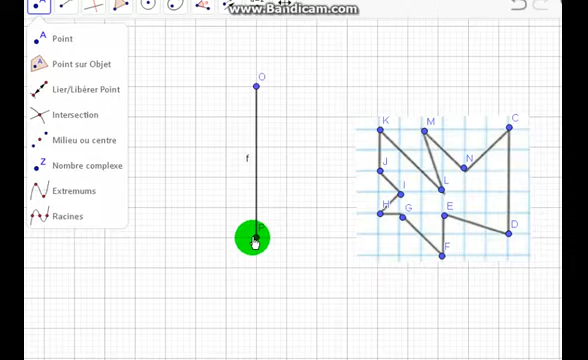 www.Bandicam.com
Point
Point sur Objet
Lier/Libérer Point
Intersection
Milieu ou centre
Nombre complexe
Extremums
Racines
O
f
P
K
M
C
N
J
I
L
H
G
E
D
F